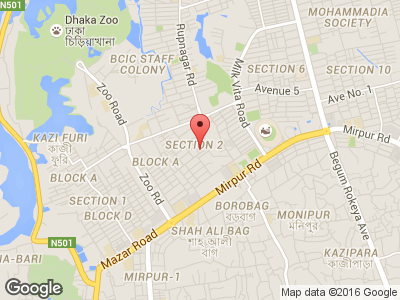 N501
Dhaka Zoo
ঢাকা
চিড়িয়াখানা
MOHAMMADIA
SOCIETY
BCIC STAFF
COLONY
Rupnagar Rd
Milk Vita Road
SECTION 6
SECTION 10
Avenue 5
Ave No. 1
Zoo Road
KAZI FURI
কাজী
ফুরি
SECTION 2
Mirpur Rd
BLOCK A
BLOCK A
Zoo Rd
Mirpur Rd
Begum Rokeya Ave
SECTION 1
BLOCK D
BOROBAG
বড়বাগ
MONIPUR
মনিপুর
N501
Mazar Road
SHAH ALI BAG
শাহ আলী
বাগ
KAZIPARA
কাজীপাড়া
HA-BARI
MIRPUR-1
Google
Map data ©2016 Google